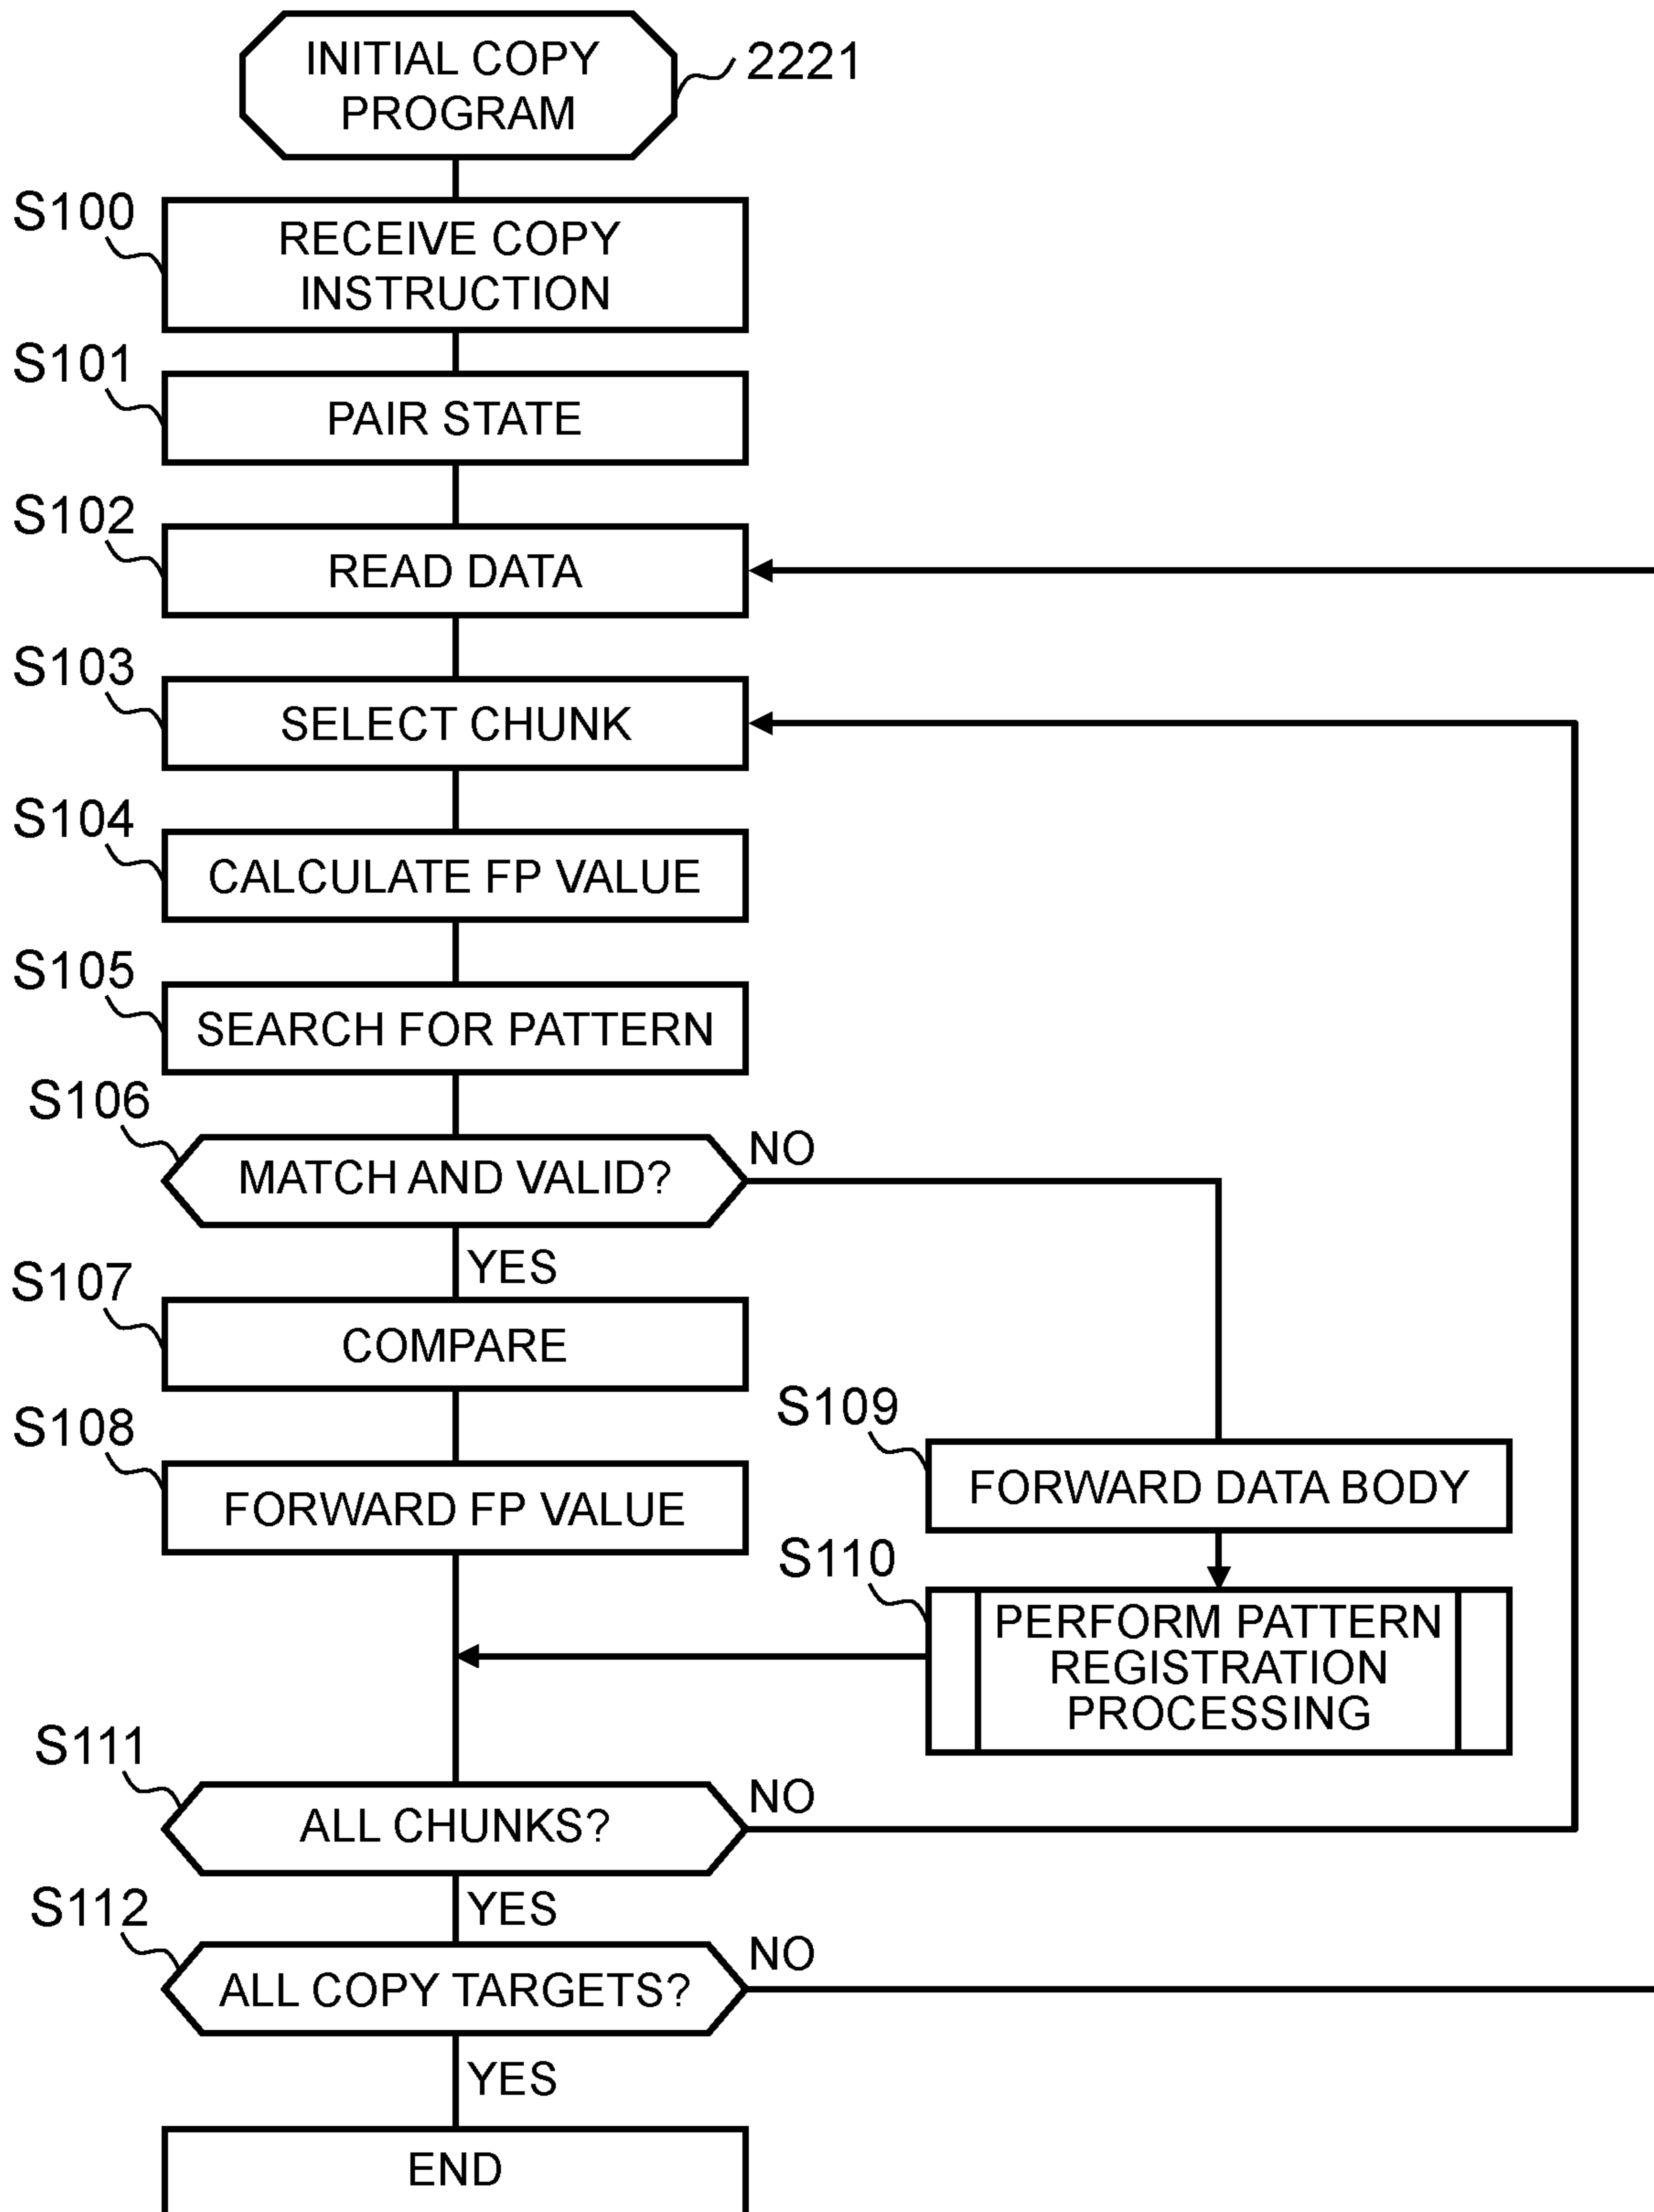 INITIAL COPY
PROGRAM
2221
S100
RECEIVE COPY
INSTRUCTION
S101
PAIR STATE
S102
READ DATA
S103
SELECT CHUNK
S104
CALCULATE FP VALUE
S105
SEARCH FOR PATTERN
S106
MATCH AND VALID?
NO
YES
S107
COMPARE
S108
FORWARD FP VALUE
S109
FORWARD DATA BODY
S110
PERFORM PATTERN
REGISTRATION
PROCESSING
S111
ALL CHUNKS?
NO
YES
S112
ALL COPY TARGETS?
NO
YES
END